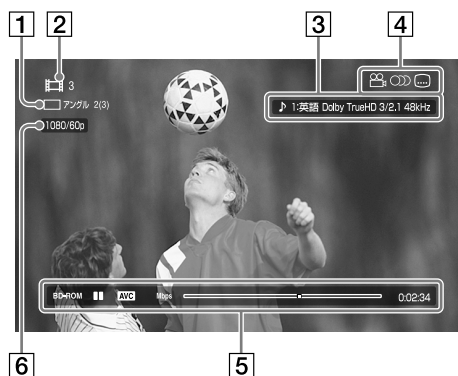 1 2 3 4
3
アングル 2(3)
1:英語 Dolby TrueHD 3/2.1 48kHz
1080/60p
BD-ROM AVC Mbps 0:02:34
6 5